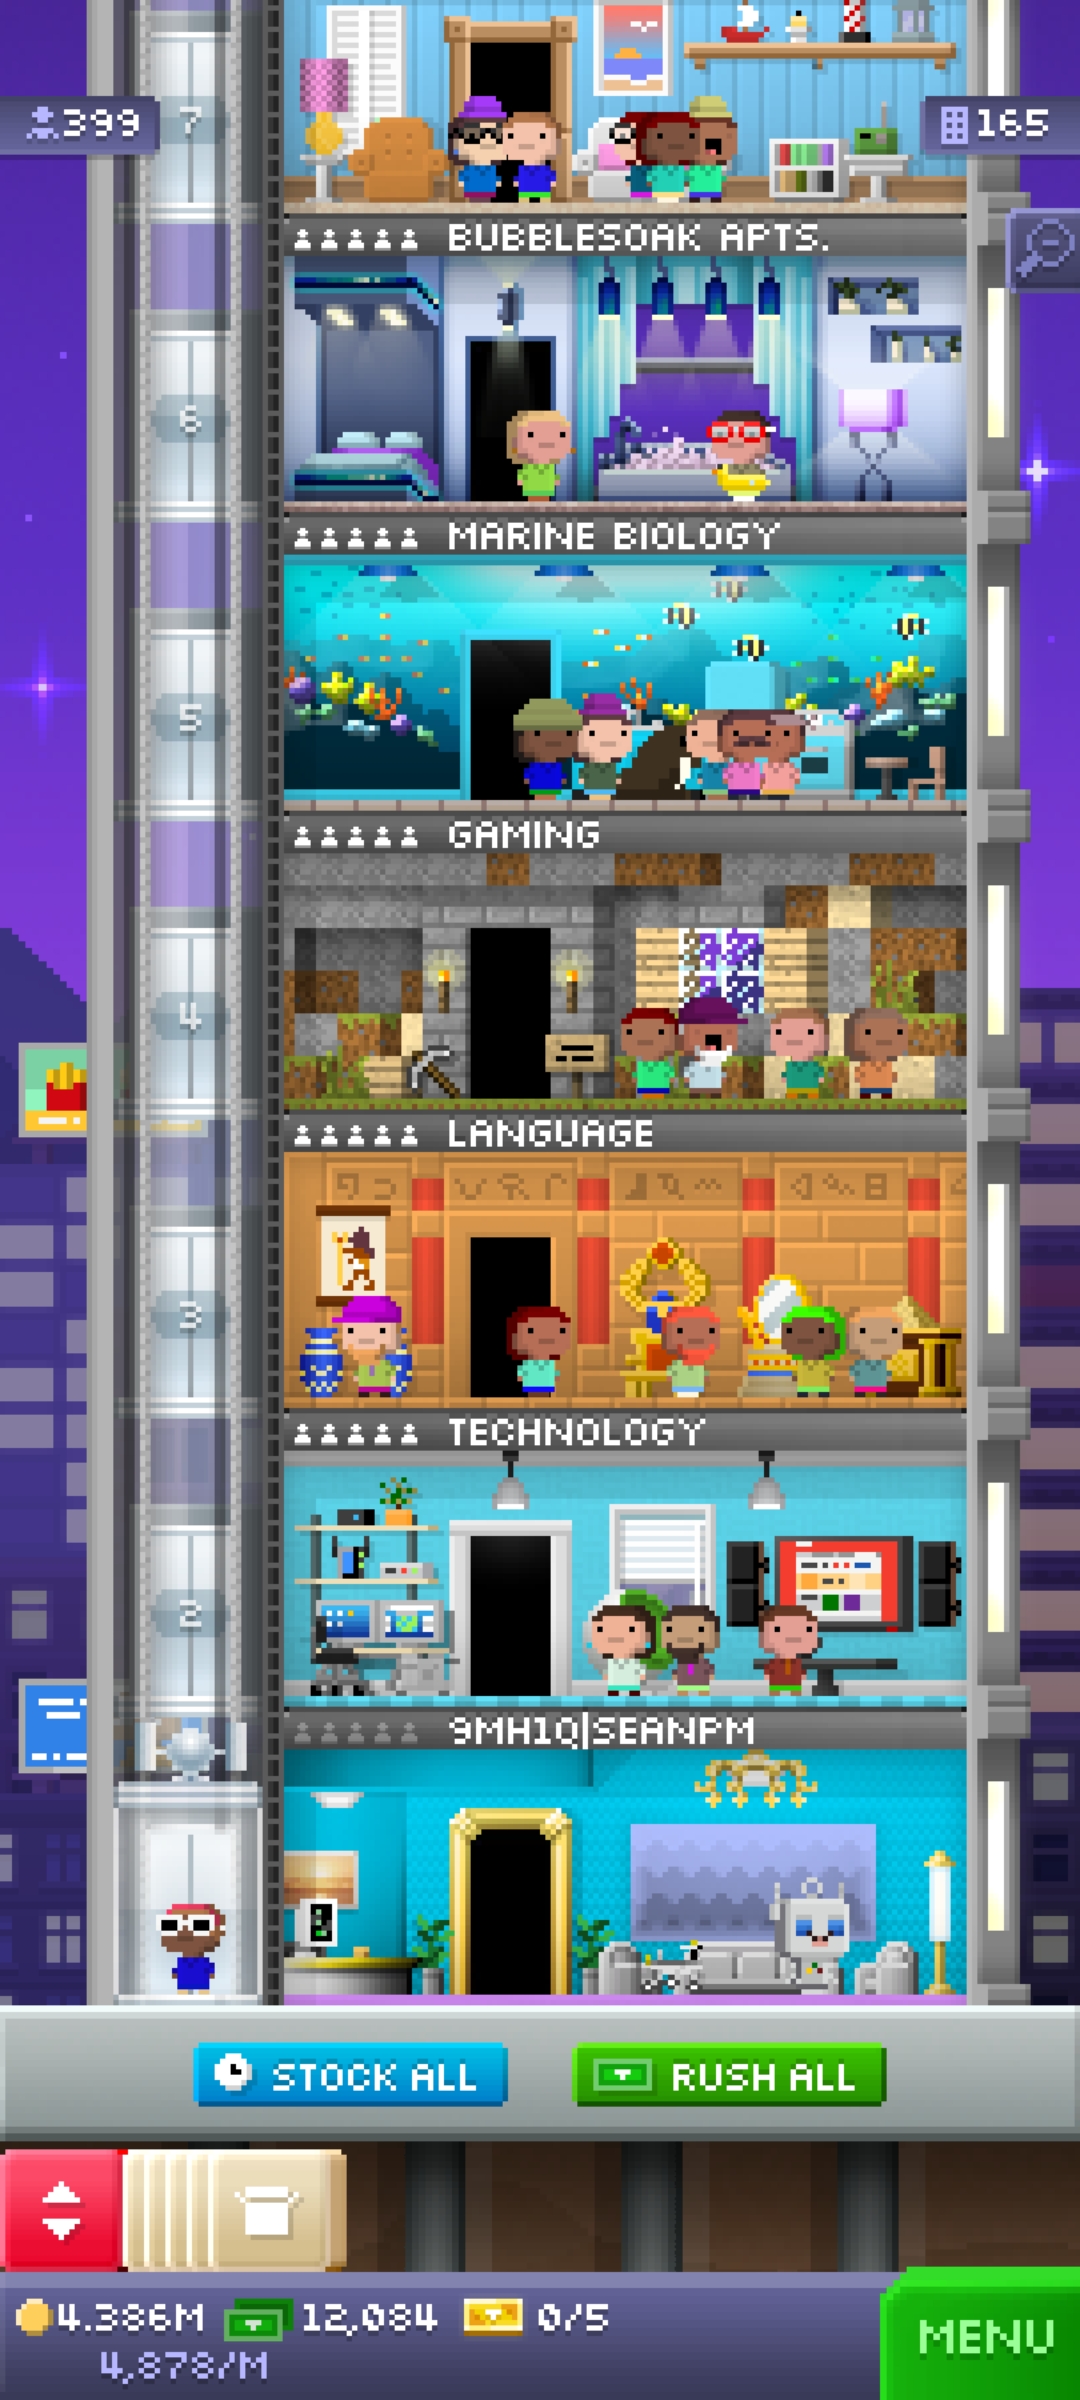 399
7
165
BUBBLESOAK APTS.
6
MARINE BIOLOGY
5
GAMING
4
LANGUAGE
3
TECHNOLOGY
2
9MH1Q|SEANPM
STOCK ALL
RUSH ALL
4.386M
12,084
0/5
4,878/M
MENU